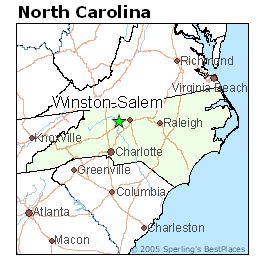 North Carolina
Richmond
Virginia Beach
Winston-Salem
Raleigh
Knoxville
Charlotte
Greenville
Columbia
Atlanta
Charleston
Macon
© 2005 Sperling's BestPlaces